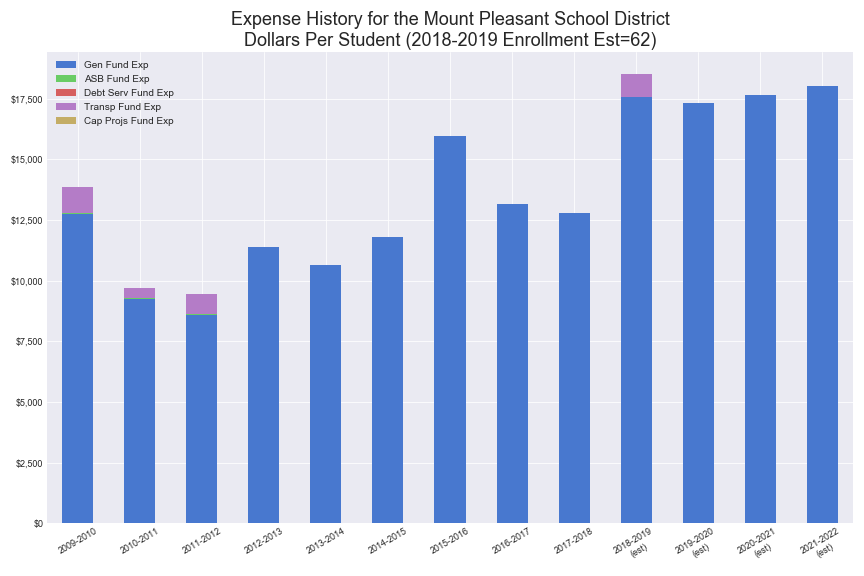 Expense History for the Mount Pleasant School District
Dollars Per Student (2018-2019 Enrollment Est=62)
Gen Fund Exp
ASB Fund Exp
Debt Serv Fund Exp
Transp Fund Exp
Cap Projs Fund Exp
$17,500
$15,000
$12,500
$10,000
$7,500
$5,000
$2,500
$0
2009-2010
2010-2011
2011-2012
2012-2013
2013-2014
2014-2015
2015-2016
2016-2017
2017-2018
2018-2019
(est)
2019-2020
(est)
2020-2021
(est)
2021-2022
(est)